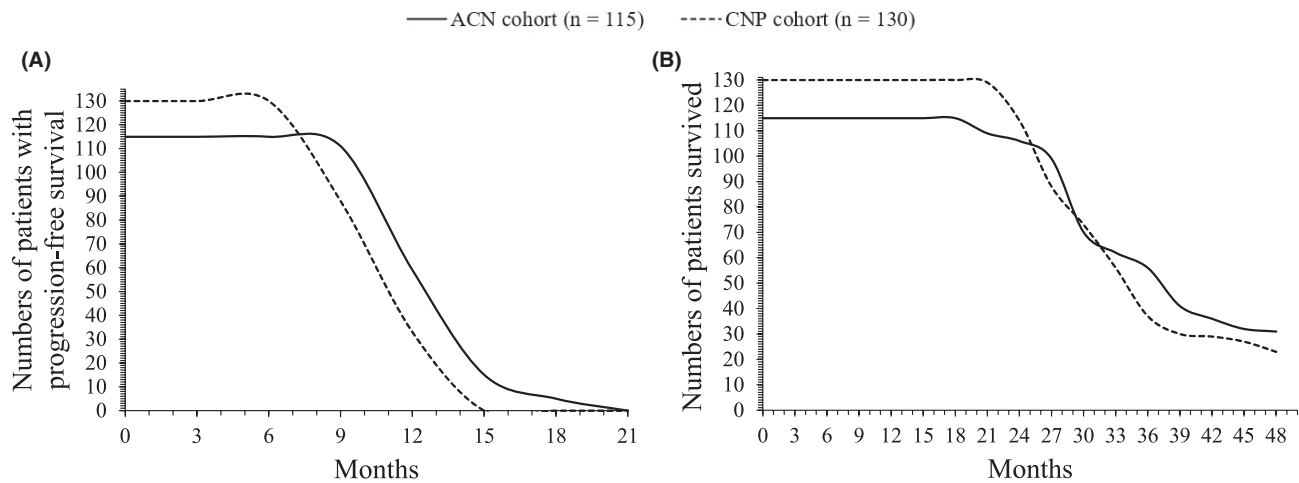 ACN cohort (n = 115) CNP cohort (n = 130)
(A)
Numbers of patients with
progression-free survival
130
120
110
100
90
80
70
60
50
40
30
20
10
0
0 3 6 9 12 15 18 21
Months
(B)
Numbers of patients survived
130
120
110
100
90
80
70
60
50
40
30
20
10
0
0 3 6 9 12 15 18 21 24 27 30 33 36 39 42 45 48
Months